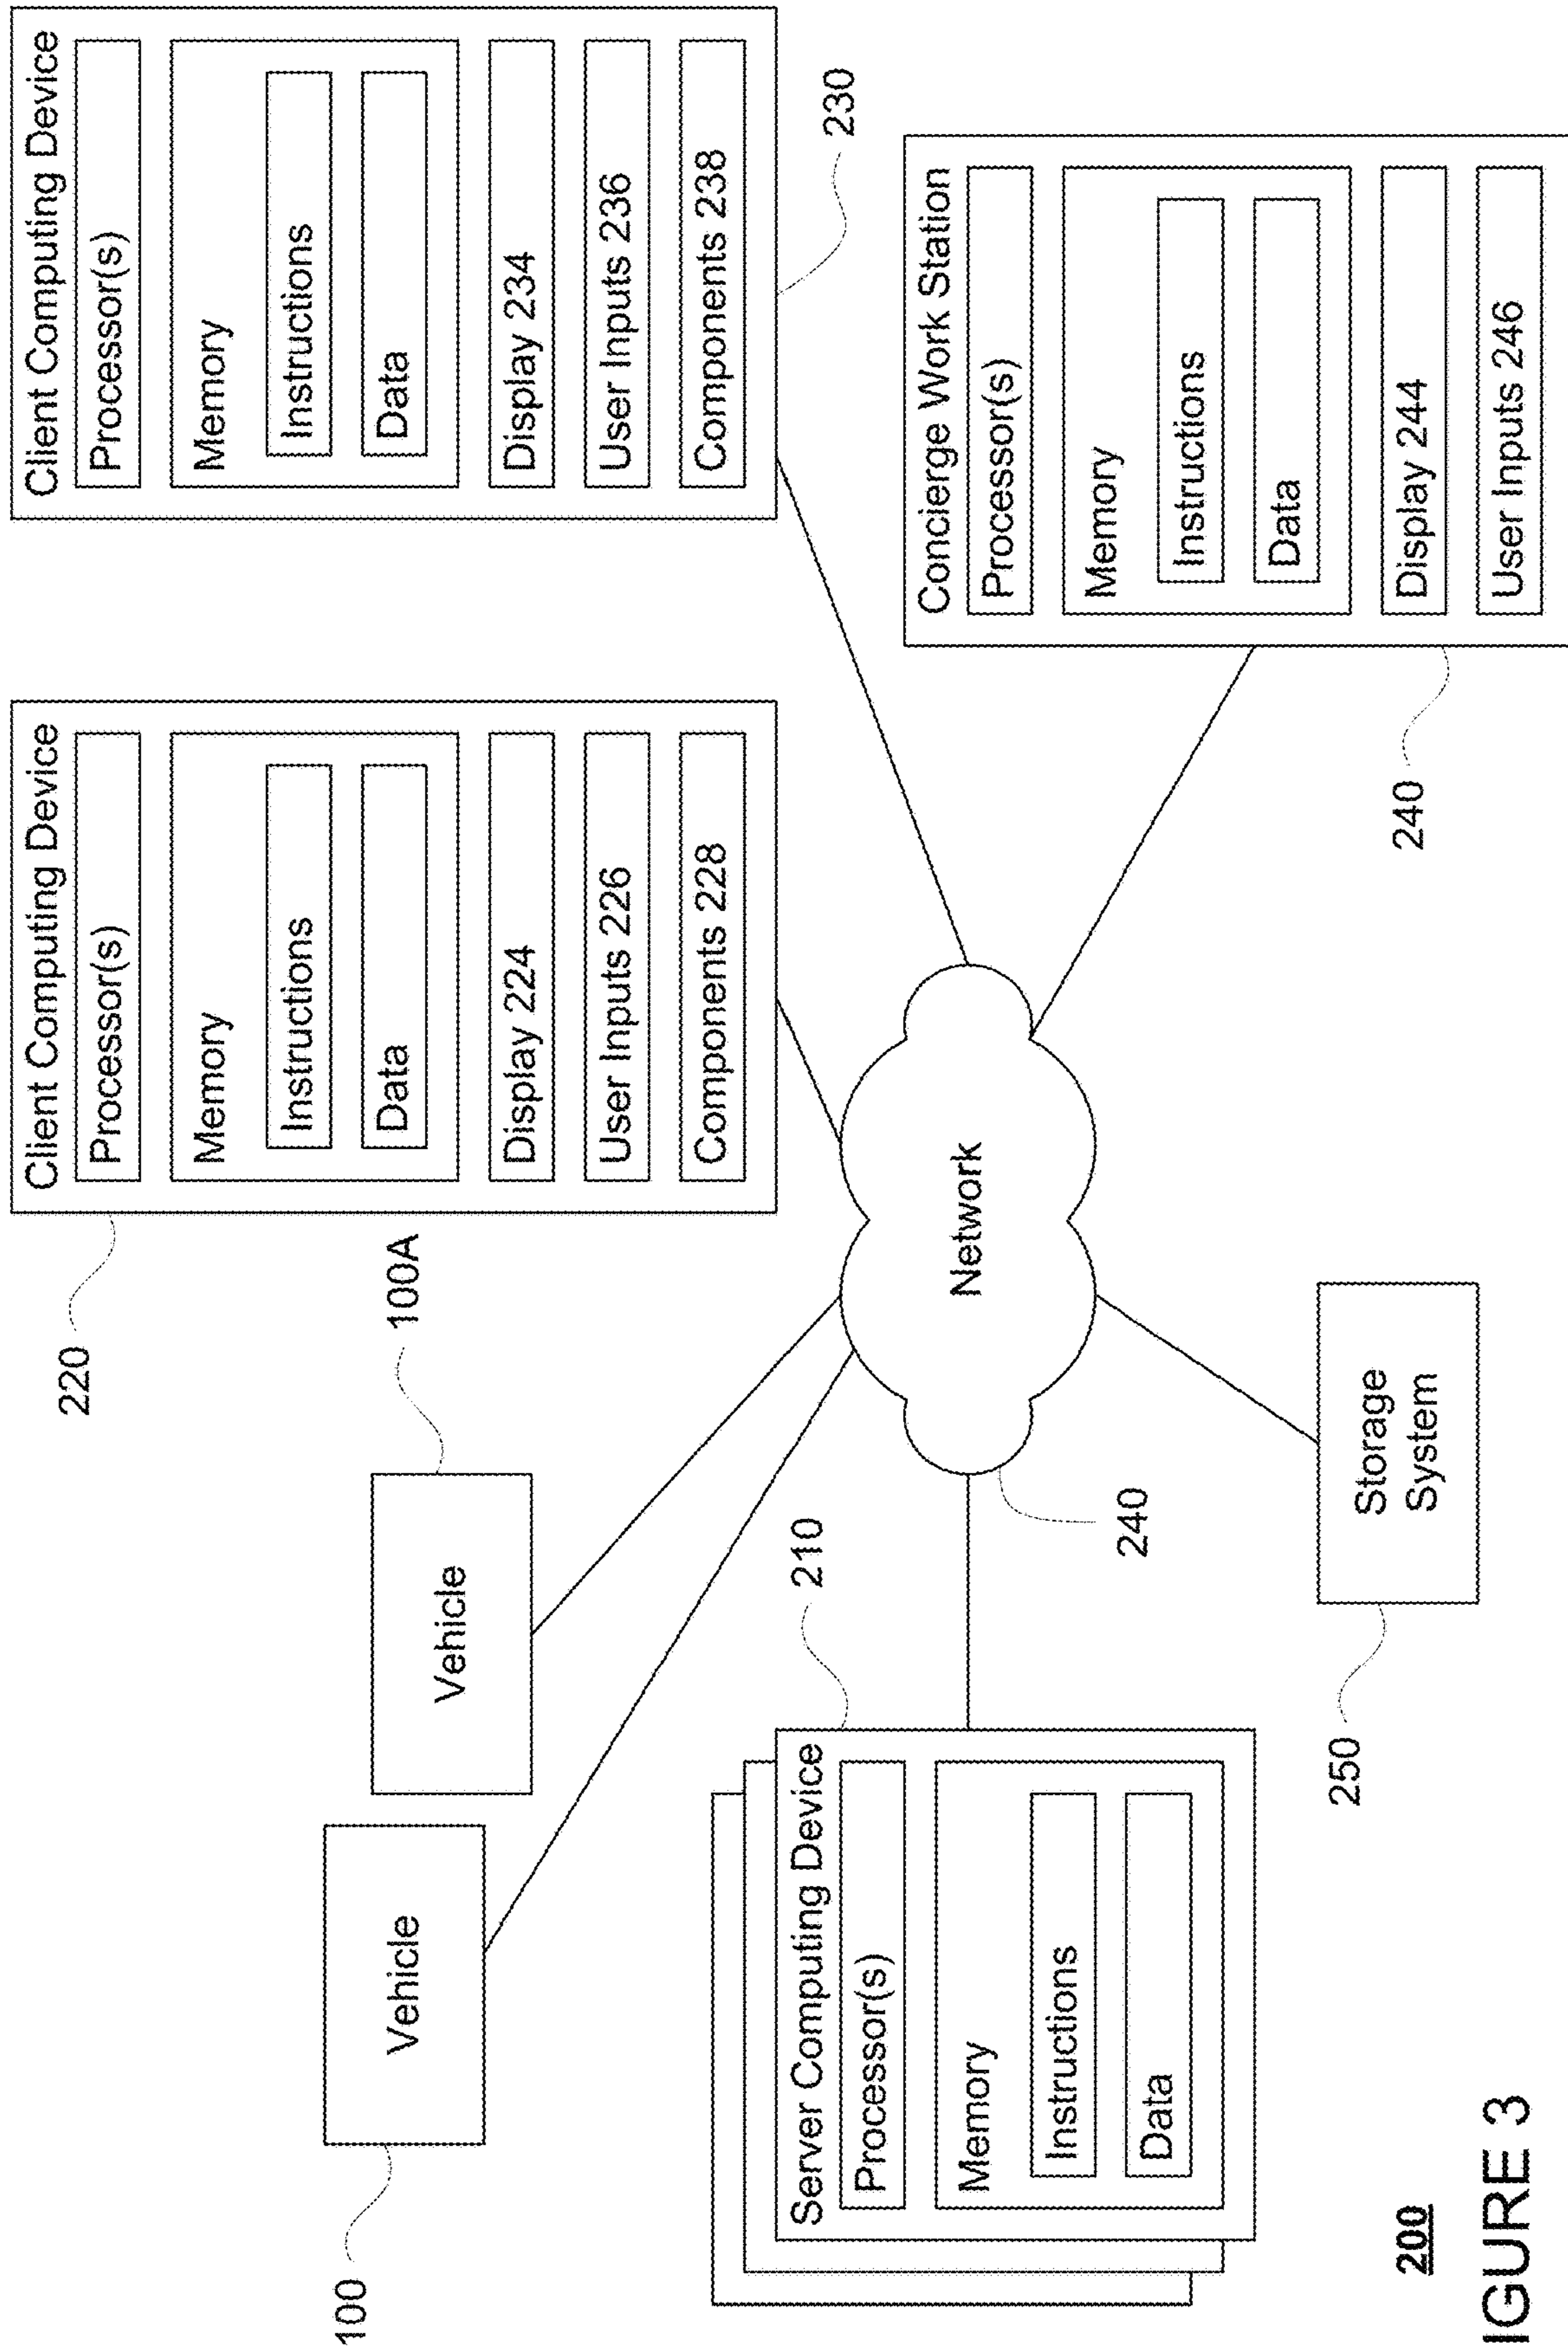 Client Computing Device
Processor(s)
Memory
Instructions
Data
Display 224
User Inputs 226
Components 228
220
Client Computing Device
Processor(s)
Memory
Instructions
Data
Display 234
User Inputs 236
Components 238
230
Vehicle
100
Vehicle
100A
Server Computing Device
Processor(s)
Memory
Instructions
Data
210
Network
240
Concierge Work Station
Processor(s)
Memory
Instructions
Data
Display 244
User Inputs 246
240
Storage
System
250
200
IGURE 3